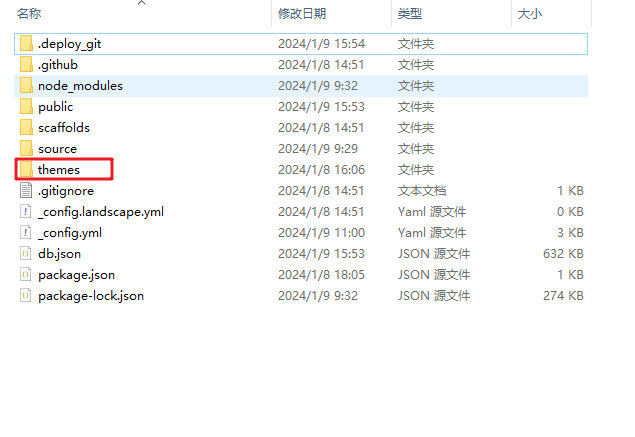 名称 修改日期 类型 大小
.deploy_git 2024/1/9 15:54 文件夹
.github 2024/1/8 14:51 文件夹
node_modules 2024/1/9 9:32 文件夹
public 2024/1/9 15:53 文件夹
scaffolds 2024/1/8 14:51 文件夹
source 2024/1/9 9:29 文件夹
themes 2024/1/8 16:06 文件夹
.gitignore 2024/1/8 14:51 文本文档 1 KB
_config.landscape.yml 2024/1/8 14:51 Yaml 源文件 0 KB
_config.yml 2024/1/9 11:00 Yaml 源文件 3 KB
db.json 2024/1/9 15:53 JSON 源文件 632 KB
package.json 2024/1/8 18:05 JSON 源文件 1 KB
package-lock.json 2024/1/9 9:32 JSON 源文件 274 KB